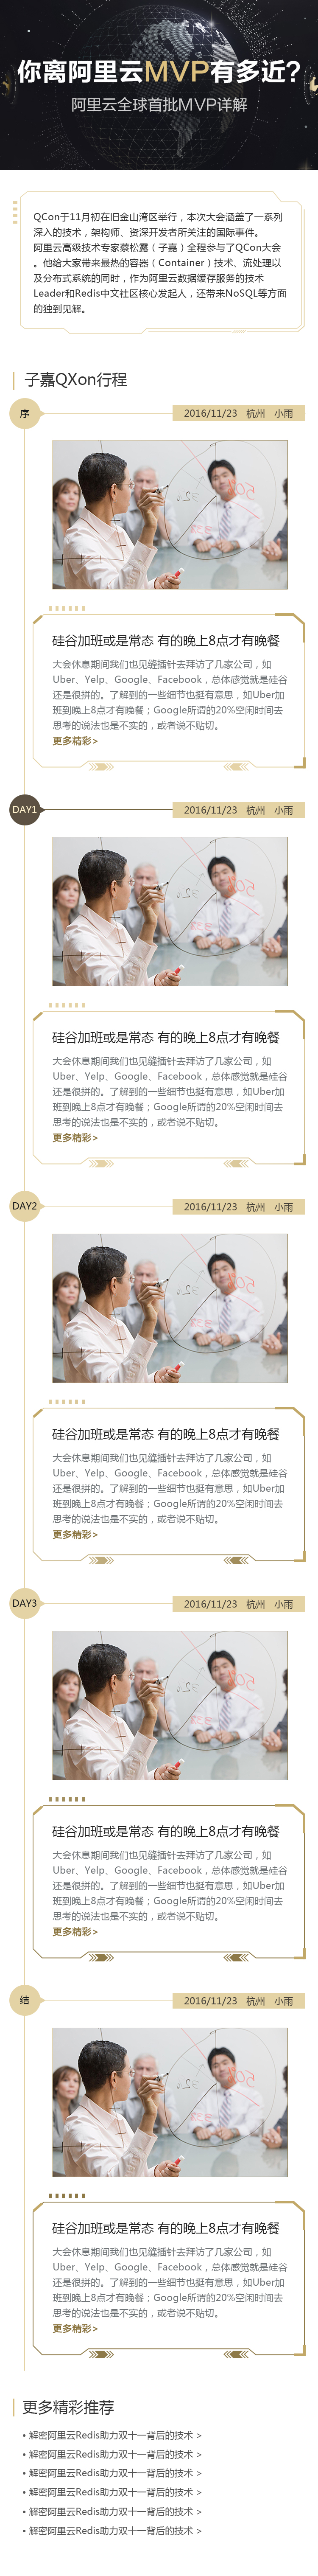 你离阿里云MVP有多近?
阿里云全球首批MVP详解
QCon于11月初在旧金山湾区举行，本次大会涵盖了一系列
深入的技术，架构师、资深开发者所关注的国际事件。
阿里云高级技术专家蔡松露（子嘉）全程参与了QCon大会
。他给大家带来最热的容器（Container）技术、流处理以
及分布式系统的同时，作为阿里云数据缓存服务的技术
Leader和Redis中文社区核心发起人，还带来NoSQL等方面
的独到见解。
子嘉QXon行程
序
2016/11/23 杭州 小雨
硅谷加班或是常态 有的晚上8点才有晚餐
大会休息期间我们也见缝插针去拜访了几家公司，如
Uber、Yelp、Google、Facebook，总体感觉就是硅谷
还是很拼的。了解到的一些细节也挺有意思，如Uber加
班到晚上8点才有晚餐；Google所谓的20%空闲时间去
思考的说法也是不实的，或者说不贴切。
更多精彩>
DAY1
2016/11/23 杭州 小雨
硅谷加班或是常态 有的晚上8点才有晚餐
大会休息期间我们也见缝插针去拜访了几家公司，如
Uber、Yelp、Google、Facebook，总体感觉就是硅谷
还是很拼的。了解到的一些细节也挺有意思，如Uber加
班到晚上8点才有晚餐；Google所谓的20%空闲时间去
思考的说法也是不实的，或者说不贴切。
更多精彩>
DAY2
2016/11/23 杭州 小雨
硅谷加班或是常态 有的晚上8点才有晚餐
大会休息期间我们也见缝插针去拜访了几家公司，如
Uber、Yelp、Google、Facebook，总体感觉就是硅谷
还是很拼的。了解到的一些细节也挺有意思，如Uber加
班到晚上8点才有晚餐；Google所谓的20%空闲时间去
思考的说法也是不实的，或者说不贴切。
更多精彩>
DAY3
2016/11/23 杭州 小雨
硅谷加班或是常态 有的晚上8点才有晚餐
大会休息期间我们也见缝插针去拜访了几家公司，如
Uber、Yelp、Google、Facebook，总体感觉就是硅谷
还是很拼的。了解到的一些细节也挺有意思，如Uber加
班到晚上8点才有晚餐；Google所谓的20%空闲时间去
思考的说法也是不实的，或者说不贴切。
更多精彩>
结
2016/11/23 杭州 小雨
硅谷加班或是常态 有的晚上8点才有晚餐
大会休息期间我们也见缝插针去拜访了几家公司，如
Uber、Yelp、Google、Facebook，总体感觉就是硅谷
还是很拼的。了解到的一些细节也挺有意思，如Uber加
班到晚上8点才有晚餐；Google所谓的20%空闲时间去
思考的说法也是不实的，或者说不贴切。
更多精彩>
更多精彩推荐
• 解密阿里云Redis助力双十一背后的技术 >
• 解密阿里云Redis助力双十一背后的技术 >
• 解密阿里云Redis助力双十一背后的技术 >
• 解密阿里云Redis助力双十一背后的技术 >
• 解密阿里云Redis助力双十一背后的技术 >
• 解密阿里云Redis助力双十一背后的技术 >